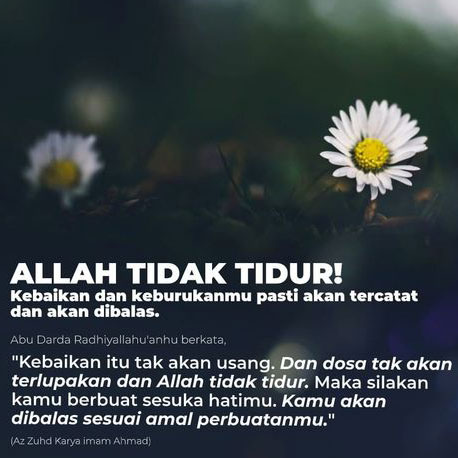 ALLAH TIDAK TIDUR!
Kebaikan dan keburukanmu pasti akan tercatat
dan akan dibalas.
Abu Darda Radhiyallahu'anhu berkata,
"Kebaikan itu tak akan usang. Dan dosa tak akan
terlupakan dan Allah tidak tidur. Maka silakan
kamu berbuat sesuka hatimu. Kamu akan
dibalas sesuai amal perbuatanmu."
(Az Zuhd Karya imam Ahmad)